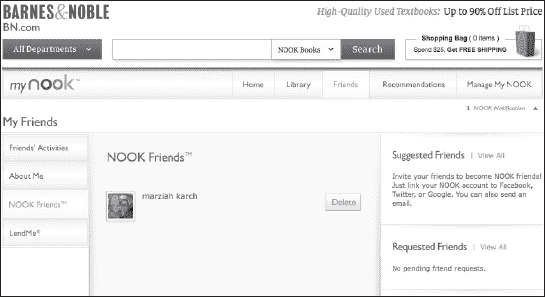 BARNES&NOBLE
BN.com
High-Quality Used Textbooks: Up to 90% Off List Price
All Departments
NOOK Books
Search
Shopping Bag ( 0 items )
Spend $25, Get FREE SHIPPING
my nook™
Home
Library
Friends
Recommendations
Manage My NOOK
1 NOOK Notification
My Friends
Friends' Activities
About Me
NOOK Friends™
LendMe®
NOOK Friends™
marziah karch
Delete
Suggested Friends | View All
Invite your friends to become NOOK friends!
Just link your NOOK account to Facebook,
Twitter, or Google. You can also send an
email.
Requested Friends | View All
No pending friend requests.